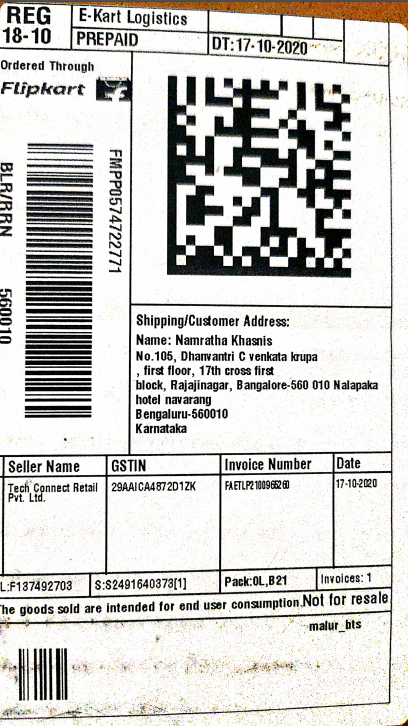 REG
18-10
E-Kart Logistics
PREPAID
DT:17-10-2020
Ordered Through
Flipkart
FMPP0574722771
BLR/RRN 560010
Shipping/Customer Address:
Name: Namratha Khasnis
No.105, Dhanvantri C venkata krupa
, first floor, 17th cross first
block, Rajajinagar, Bangalore-560 010 Nalapaka
hotel navarang
Bengaluru-560010
Karnataka
Seller Name GSTIN Invoice Number Date
Tech Connect Retail
Pvt. Ltd.
29AAICA4872D1ZK FAETLP2100966260 17-10-2020
L:F137492703 S:S2491640373[1] Pack:0L,B21 Invoices: 1
The goods sold are intended for end user consumption.Not for resale
malur_bts